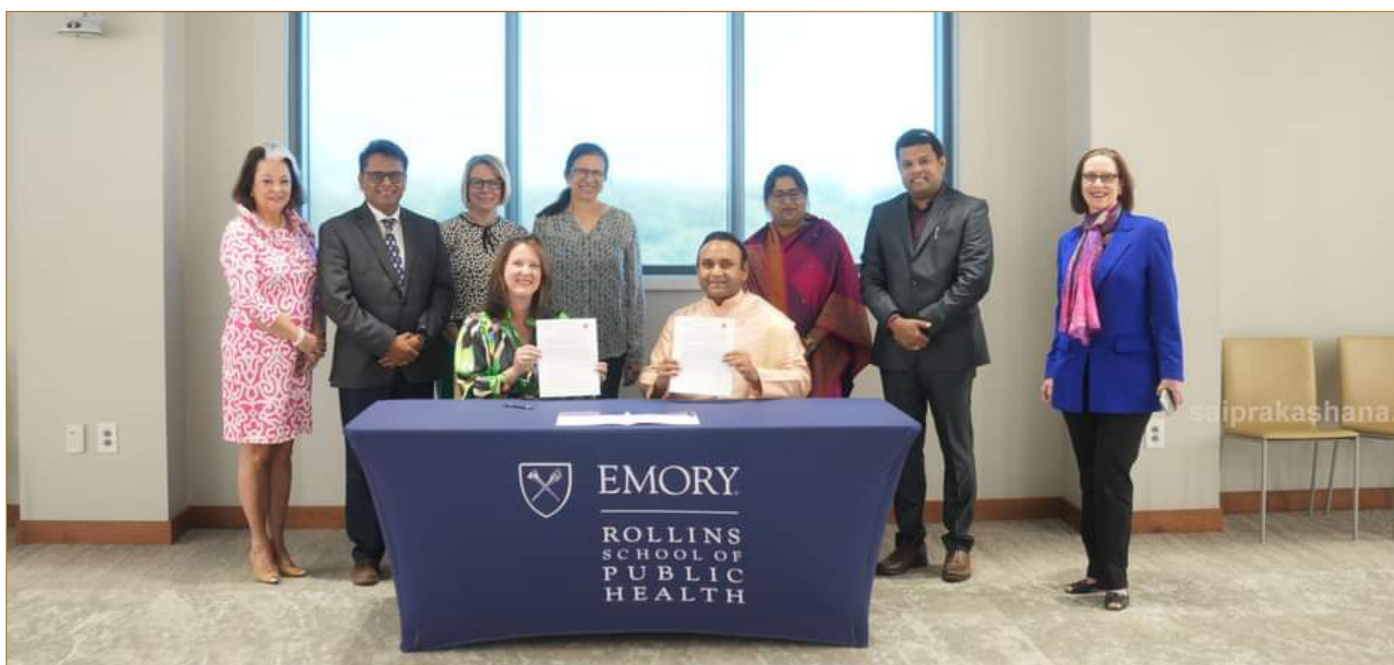 EMORY
ROLLINS
SCHOOL OF
PUBLIC
HEALTH
saiprakashana